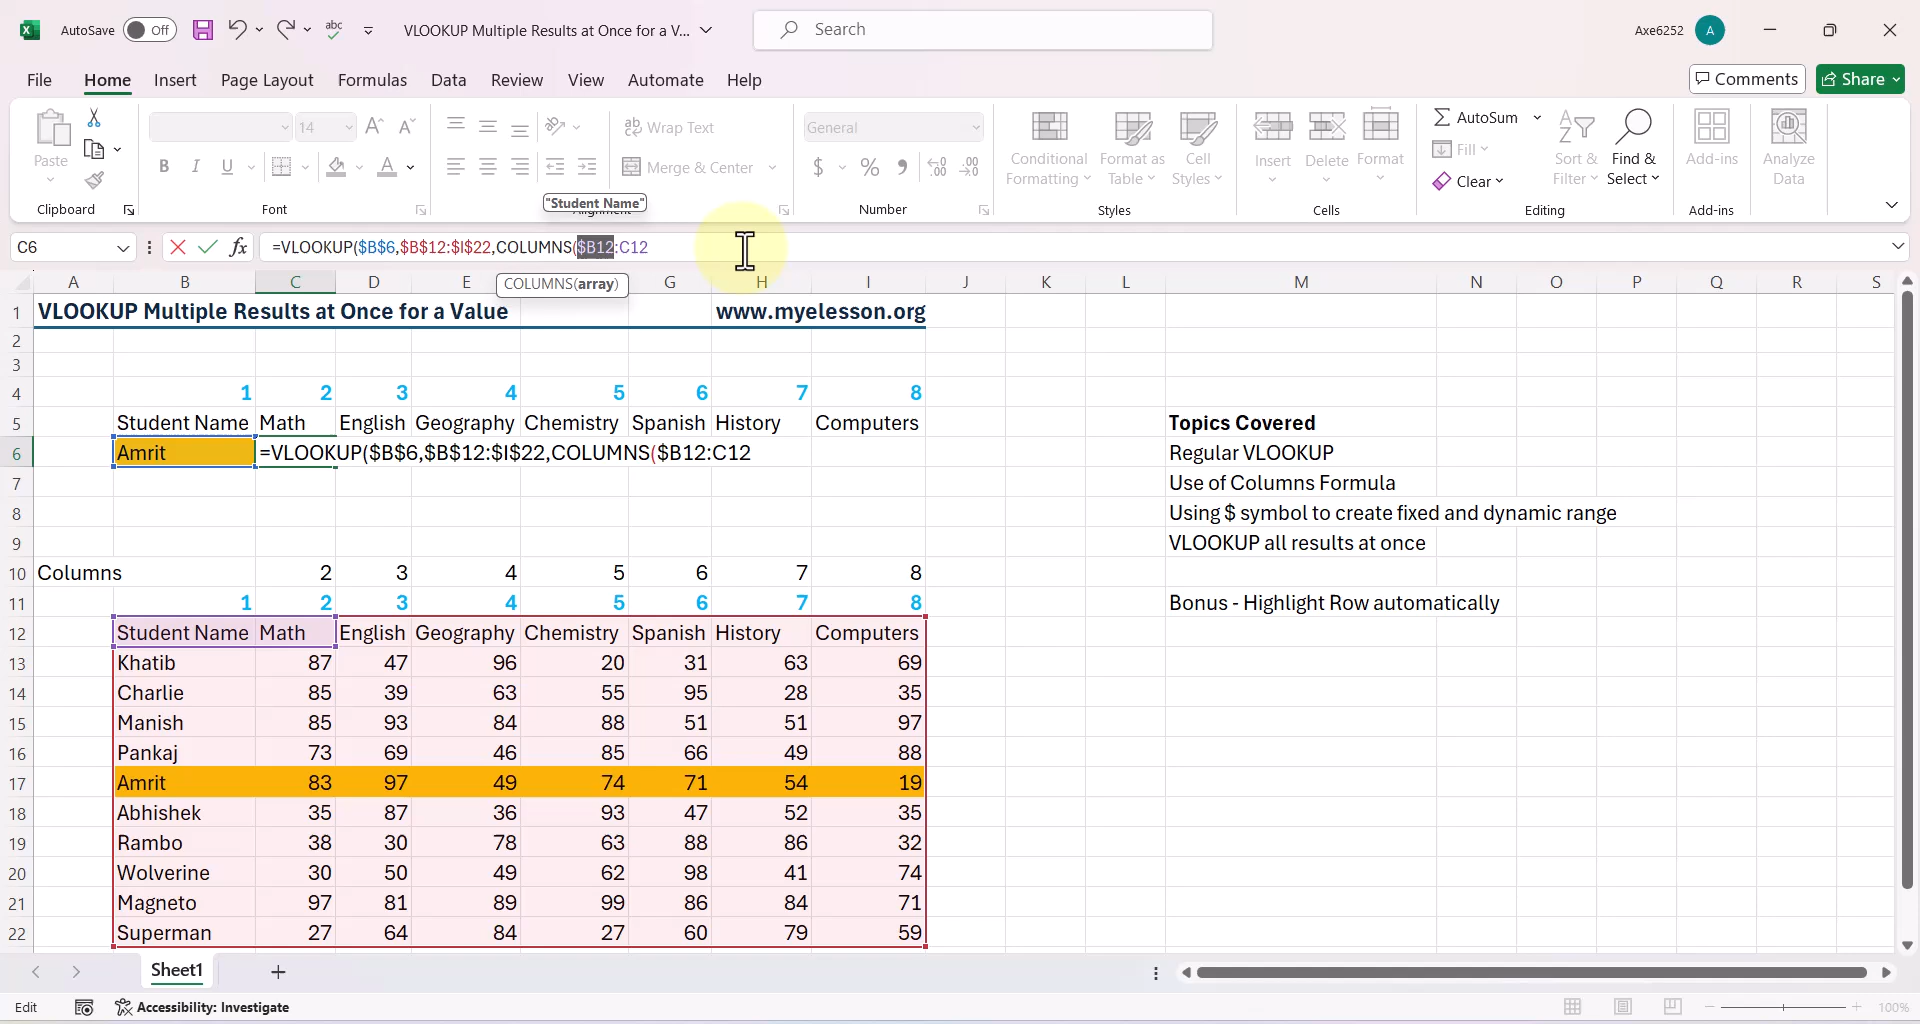 AutoSave Off VLOOKUP Multiple Results at Once for a V... Search Axe6252 A
File Home Insert Page Layout Formulas Data Review View Automate Help Comments Share
Paste 14 Wrap Text General Conditional Formatting Format as Table Cell Styles Insert Delete Format AutoSum Fill Clear Sort & Filter Find & Select Add-ins Analyze Data
Merge & Center
"Student Name"
Clipboard Font Alignment Number Styles Cells Editing Add-ins
C6 fx =VLOOKUP($B$6,$B$12:$I$22,COLUMNS($B12:C12
COLUMNS(array)
A B C D E G H I J K L M N O P Q R S
1 VLOOKUP Multiple Results at Once for a Value www.myelesson.org
2
3
4 1 2 3 4 5 6 7 8
5 Student Name Math English Geography Chemistry Spanish History Computers Topics Covered
6 Amrit =VLOOKUP($B$6,$B$12:$I$22,COLUMNS($B12:C12 Regular VLOOKUP
7 Use of Columns Formula
8 Using $ symbol to create fixed and dynamic range
9 VLOOKUP all results at once
10 Columns 2 3 4 5 6 7 8
11 1 2 3 4 5 6 7 8 Bonus - Highlight Row automatically
12 Student Name Math English Geography Chemistry Spanish History Computers
13 Khatib 87 47 96 20 31 63 69
14 Charlie 85 39 63 55 95 28 35
15 Manish 85 93 84 88 51 51 97
16 Pankaj 73 69 46 85 66 49 88
17 Amrit 83 97 49 74 71 54 19
18 Abhishek 35 87 36 93 47 52 35
19 Rambo 38 30 78 63 88 86 32
20 Wolverine 30 50 49 62 98 41 74
21 Magneto 97 81 89 99 86 84 71
22 Superman 27 64 84 27 60 79 59
Sheet1
Edit Accessibility: Investigate 100%